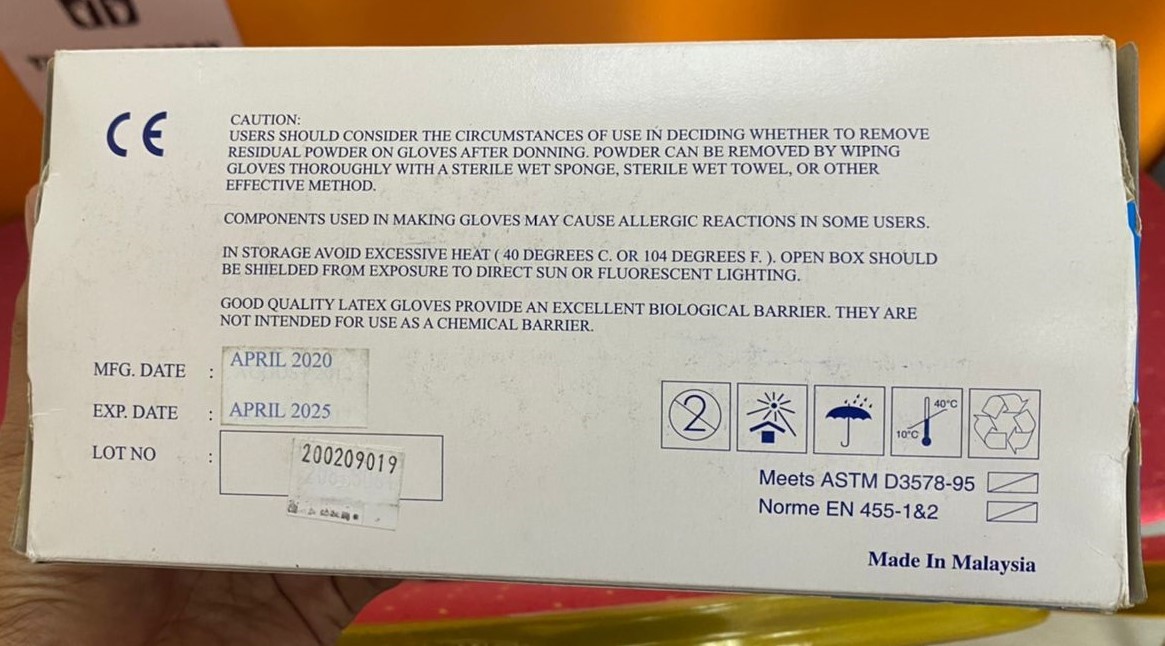 CE
CAUTION:
USERS SHOULD CONSIDER THE CIRCUMSTANCES OF USE IN DECIDING WHETHER TO REMOVE
RESIDUAL POWDER ON GLOVES AFTER DONNING. POWDER CAN BE REMOVED BY WIPING
GLOVES THOROUGHLY WITH A STERILE WET SPONGE, STERILE WET TOWEL, OR OTHER
EFFECTIVE METHOD.
COMPONENTS USED IN MAKING GLOVES MAY CAUSE ALLERGIC REACTIONS IN SOME USERS.
IN STORAGE AVOID EXCESSIVE HEAT ( 40 DEGREES C. OR 104 DEGREES F. ). OPEN BOX SHOULD
BE SHIELDED FROM EXPOSURE TO DIRECT SUN OR FLUORESCENT LIGHTING.
GOOD QUALITY LATEX GLOVES PROVIDE AN EXCELLENT BIOLOGICAL BARRIER. THEY ARE
NOT INTENDED FOR USE AS A CHEMICAL BARRIER.
MFG. DATE : APRIL 2020
EXP. DATE : APRIL 2025
LOT NO : 200209019
2
40°C
10°C
Meets ASTM D3578-95
Norme EN 455-1&2
Made In Malaysia